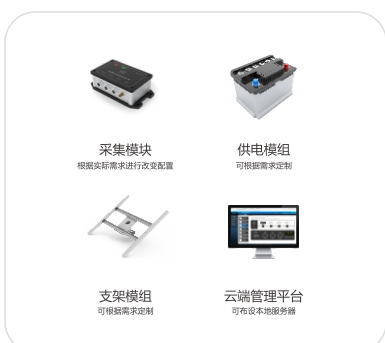 采集模块
供电模组
根据实际需求进行改变配置
可根据需求定制
支架模组
云端管理平台
可根据需求定制
可布设本地服务器